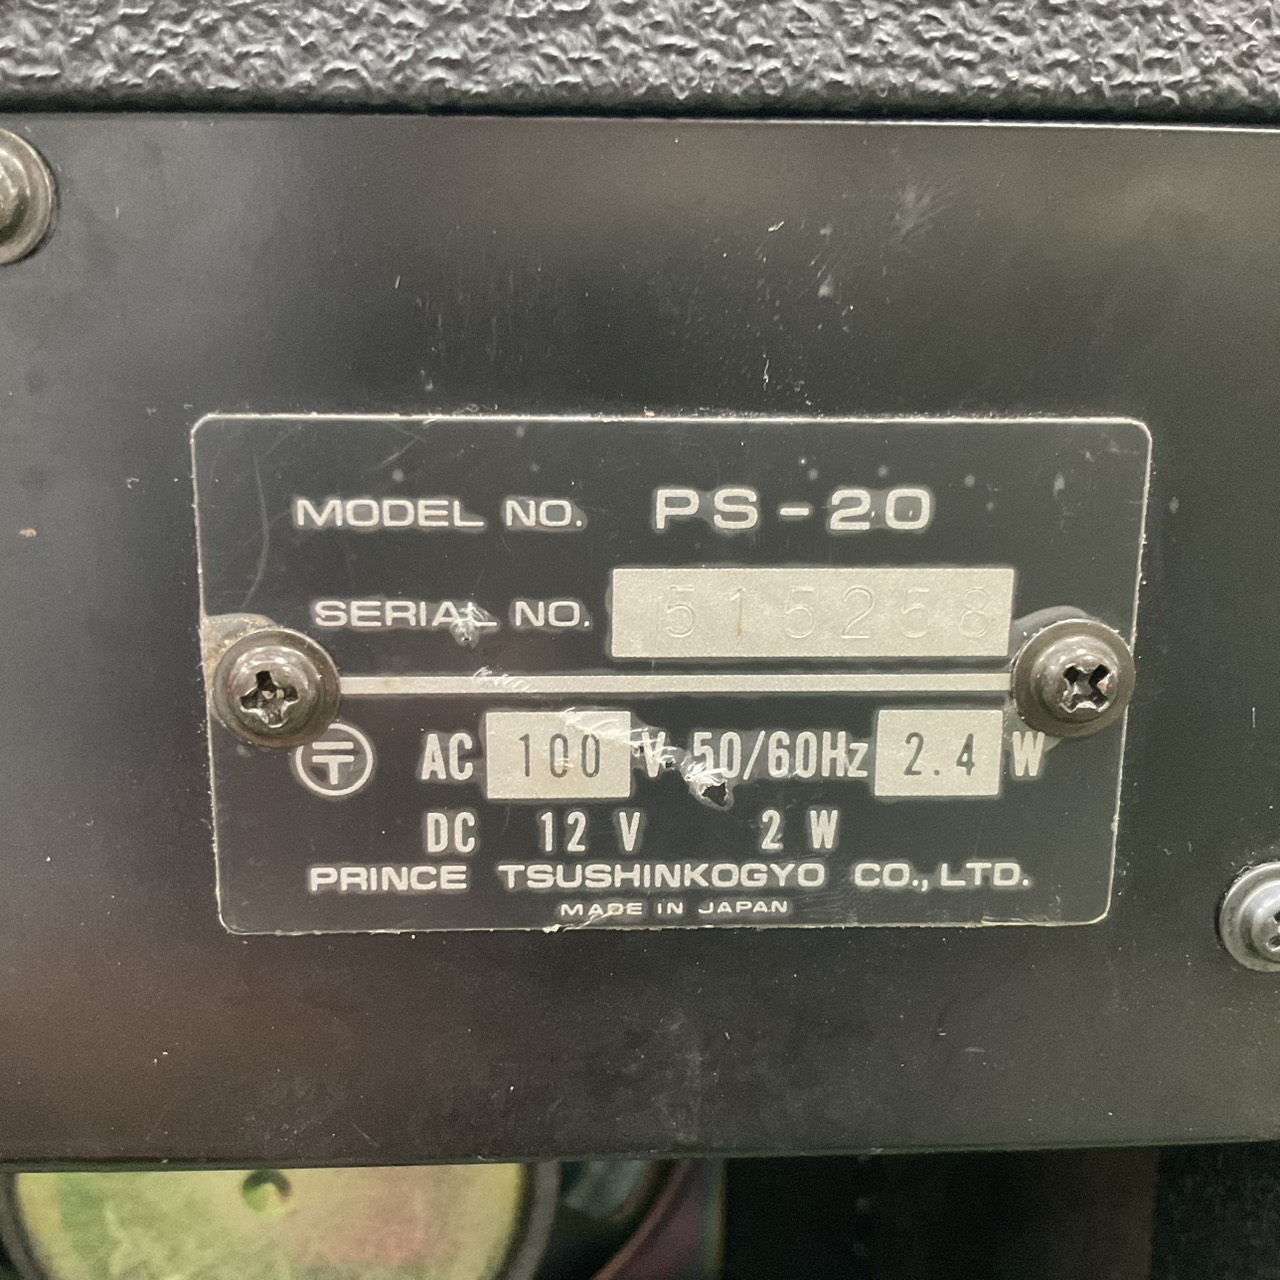 MODEL NO. PS-20
SERIAL NO. 515258
〒 AC 100 V 50/60Hz 2.4 W
DC 12 V 2 W
PRINCE TSUSHINKOGYO CO., LTD.
MADE IN JAPAN